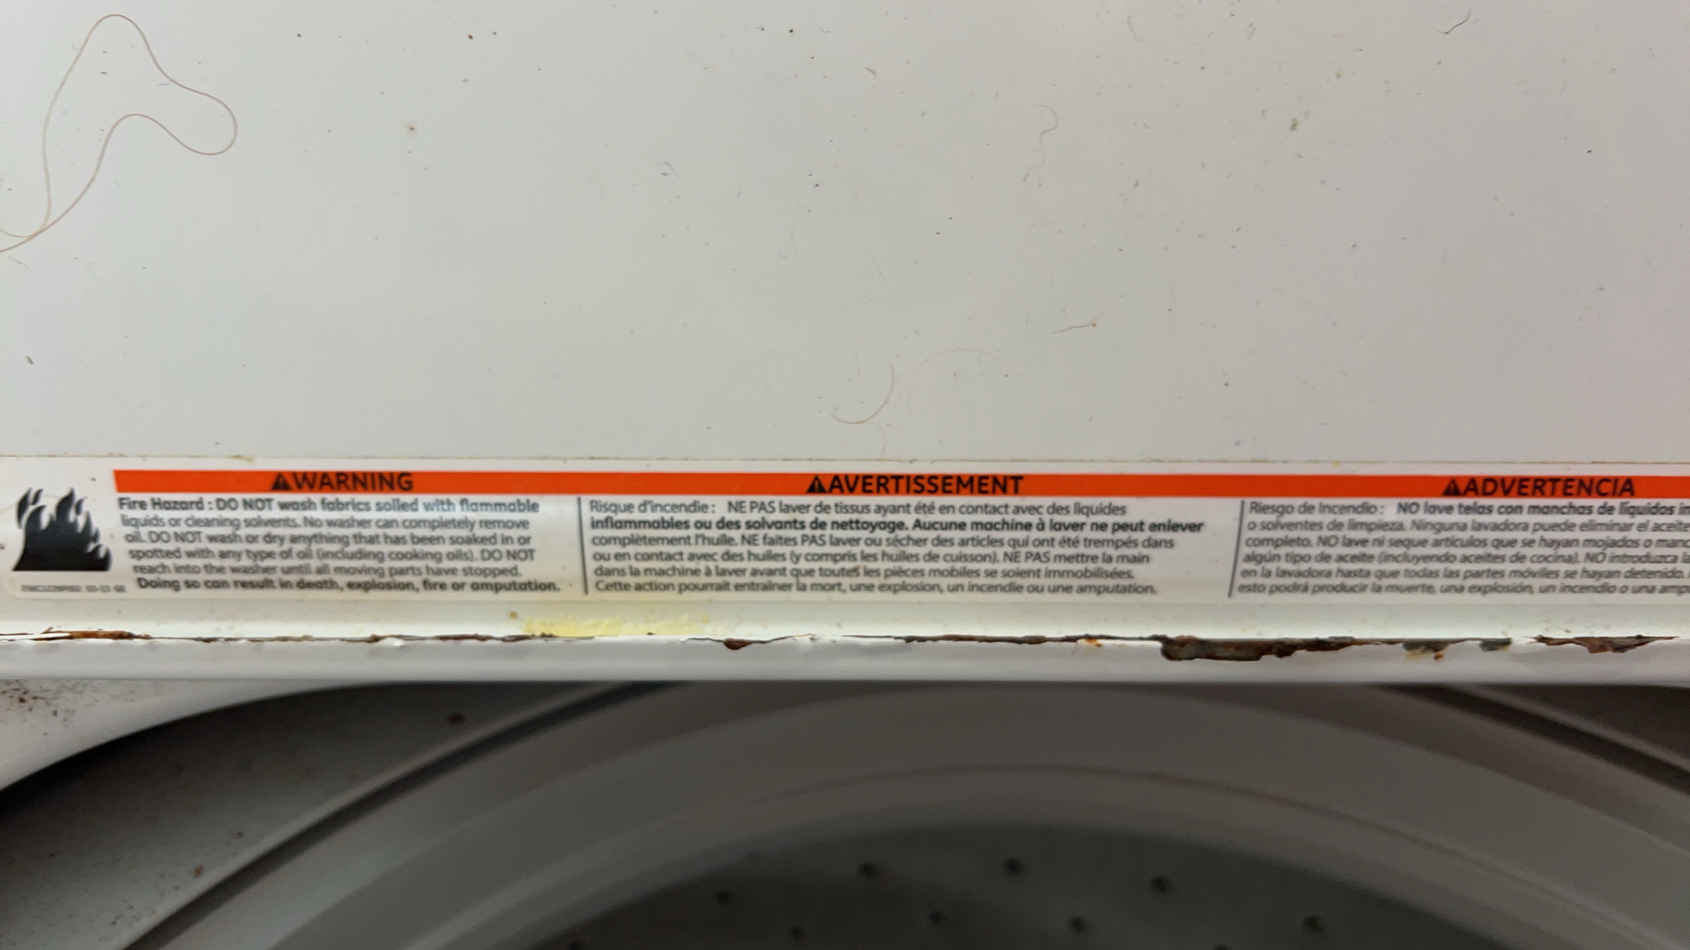 WARNING
Fire Hazard : DO NOT wash fabrics soiled with flammable
liquids or cleaning solvents. No washer can completely remove
oil. DO NOT wash or dry anything that has been soaked in or
spotted with any type of oil (including cooking oils). DO NOT
reach into the washer until all moving parts have stopped.
Doing so can result in death, explosion, fire or amputation.
AVERTISSEMENT
Risque d'incendie : NE PAS laver de tissus ayant été en contact avec des liquides
inflammables ou des solvants de nettoyage. Aucune machine à laver ne peut enlever
complètement l'huile. NE faites PAS laver ou sécher des articles qui ont été trempés dans
ou en contact avec des huiles (y compris les huiles de cuisson). NE PAS mettre la main
dans la machine à laver avant que toutes les pièces mobiles se soient immobilisées.
Cette action pourrait entraîner la mort, une explosion, un incendie ou une amputation.
ADVERTENCIA
Riesgo de Incendio : NO lave telas con manchas de líquidos in
o solventes de limpieza. Ninguna lavadora puede eliminar el aceite
completo. NO lave ni seque artículos que se hayan mojados o man
algún tipo de aceite (incluyendo aceites de cocina). NO introduzca la
en la lavadora hasta que todas las partes móviles se hayan detenido.
esto podrá producir la muerte, una explosión, un incendio o una amp